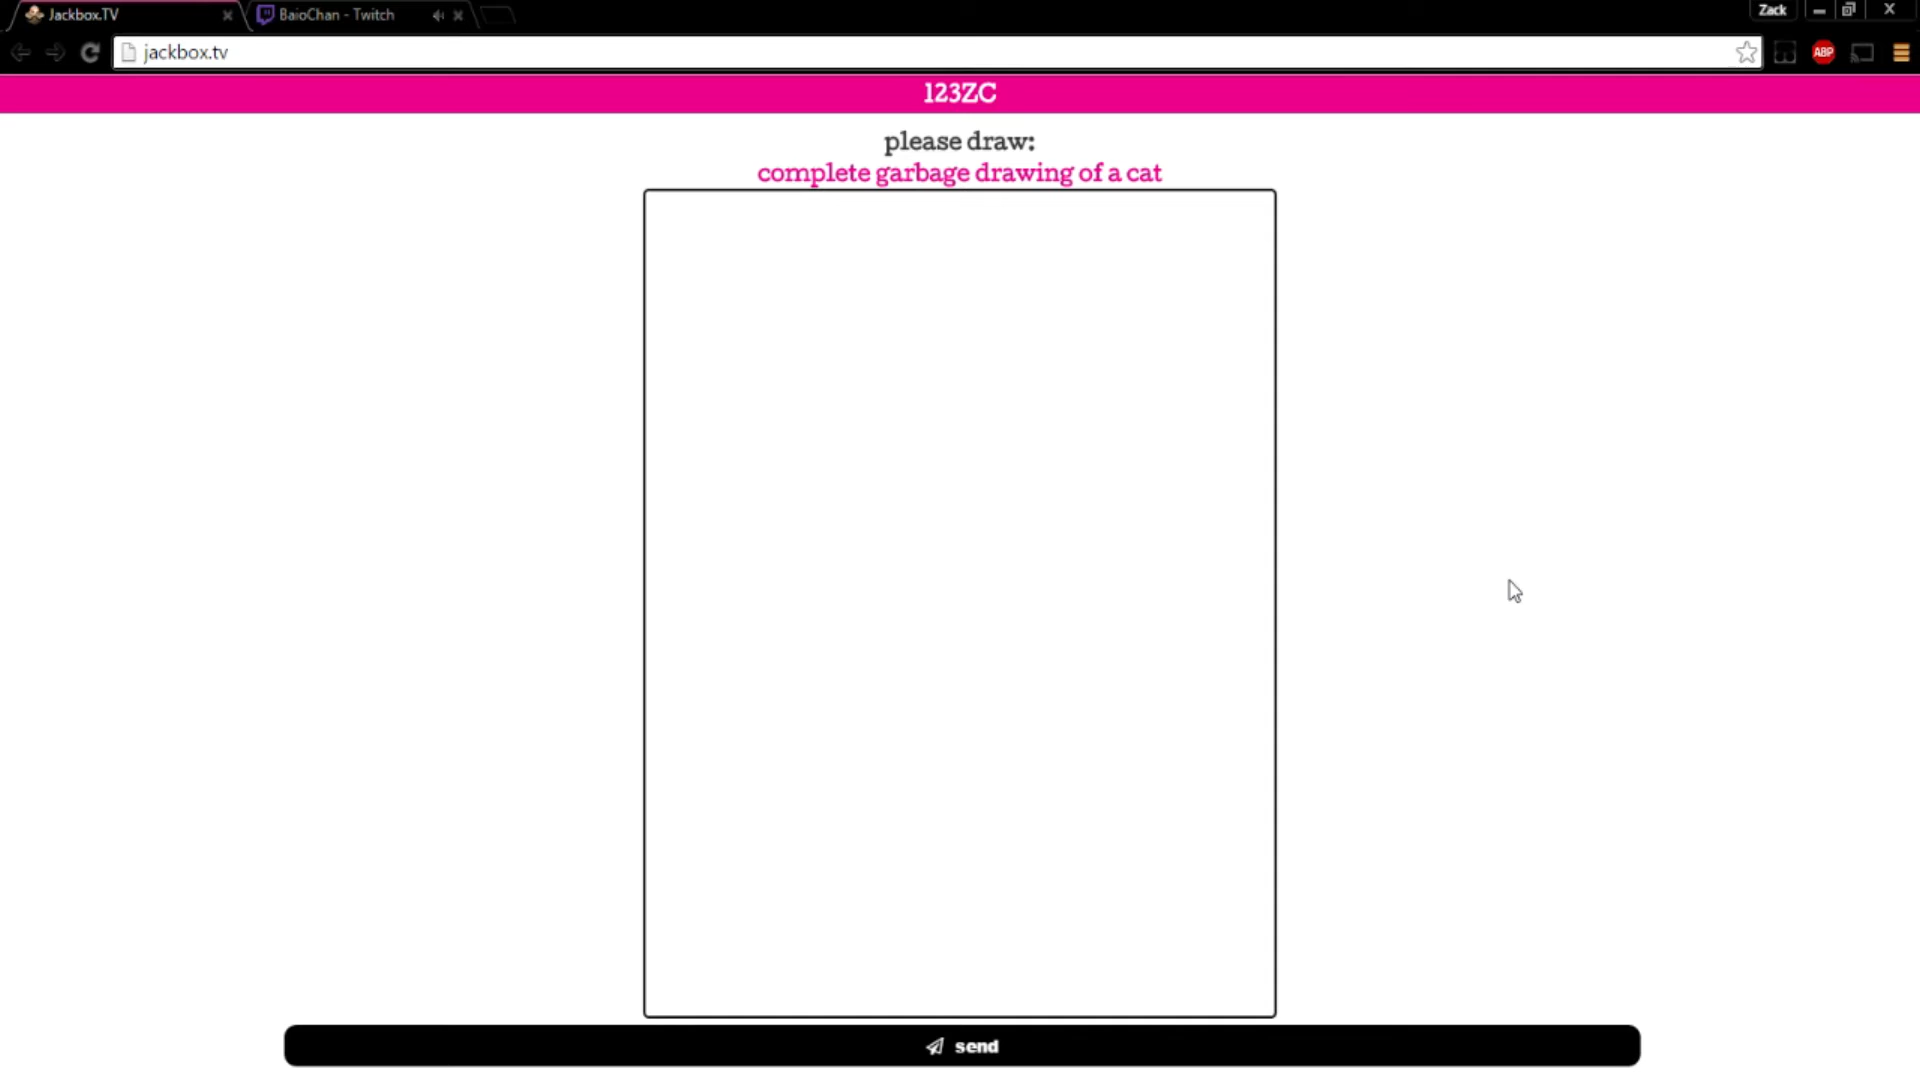 Jackbox.TV
BaioChan - Twitch
Zack
jackbox.tv
ABP
123ZC
please draw:
complete garbage drawing of a cat
send